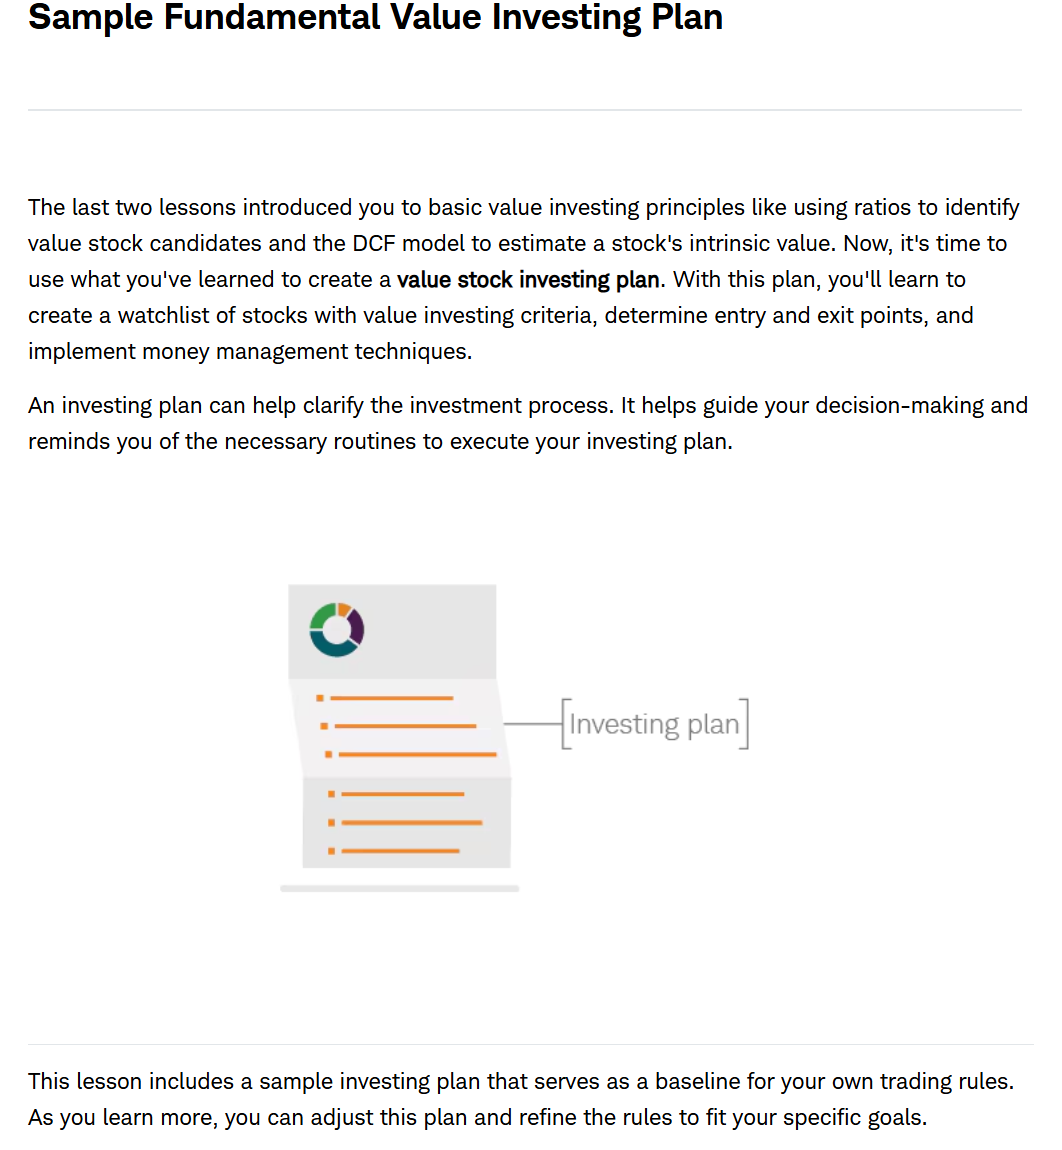 Sample Fundamental Value Investing Plan
The last two lessons introduced you to basic value investing principles like using ratios to identify
value stock candidates and the DCF model to estimate a stock's intrinsic value. Now, it's time to
use what you've learned to create a value stock investing plan. With this plan, you'll learn to
create a watchlist of stocks with value investing criteria, determine entry and exit points, and
implement money management techniques.
An investing plan can help clarify the investment process. It helps guide your decision-making and
reminds you of the necessary routines to execute your investing plan.
[Investing plan]
This lesson includes a sample investing plan that serves as a baseline for your own trading rules.
As you learn more, you can adjust this plan and refine the rules to fit your specific goals.